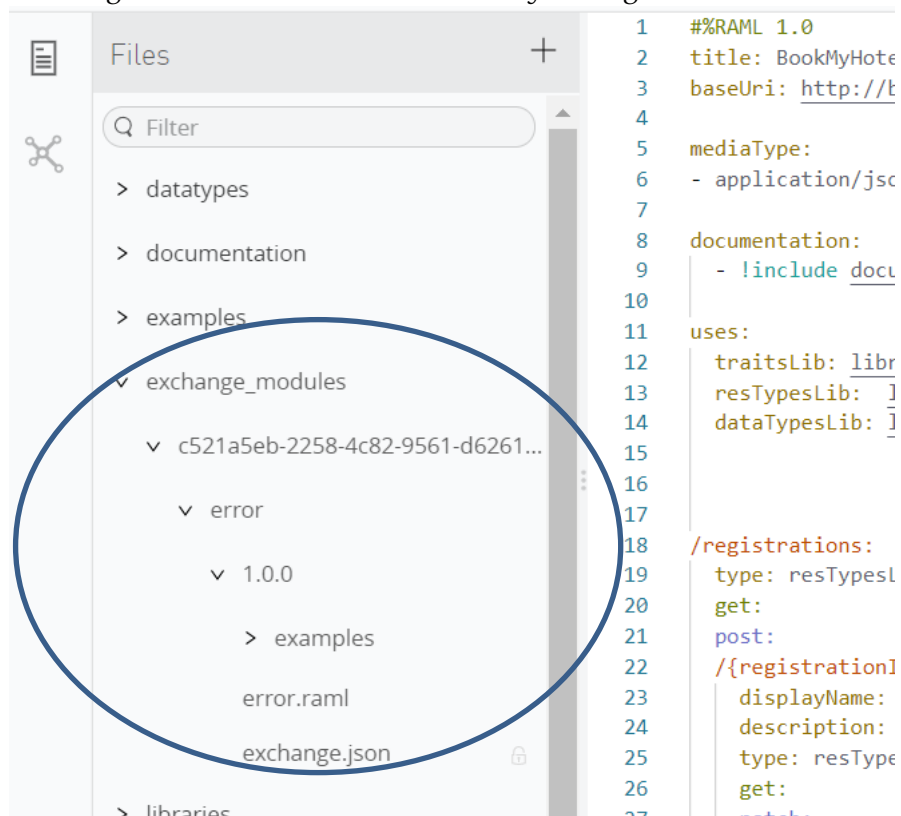 Files
Filter
datatypes
documentation
examples
exchange_modules
c521a5eb-2258-4c82-9561-d6261...
error
1.0.0
examples
error.raml
exchange.json
libraries
1 #%RAML 1.0
2 title: BookMyHote
3 baseUri: http://b
4
5 mediaType:
6 - application/jso
7
8 documentation:
9 - !include docu
10
11 uses:
12 traitsLib: libr
13 resTypesLib: l
14 dataTypesLib: l
15
16
17
18 /registrations:
19 type: resTypesL
20 get:
21 post:
22 /{registrationI
23 displayName:
24 description:
25 type: resType
26 get:
27 patch: